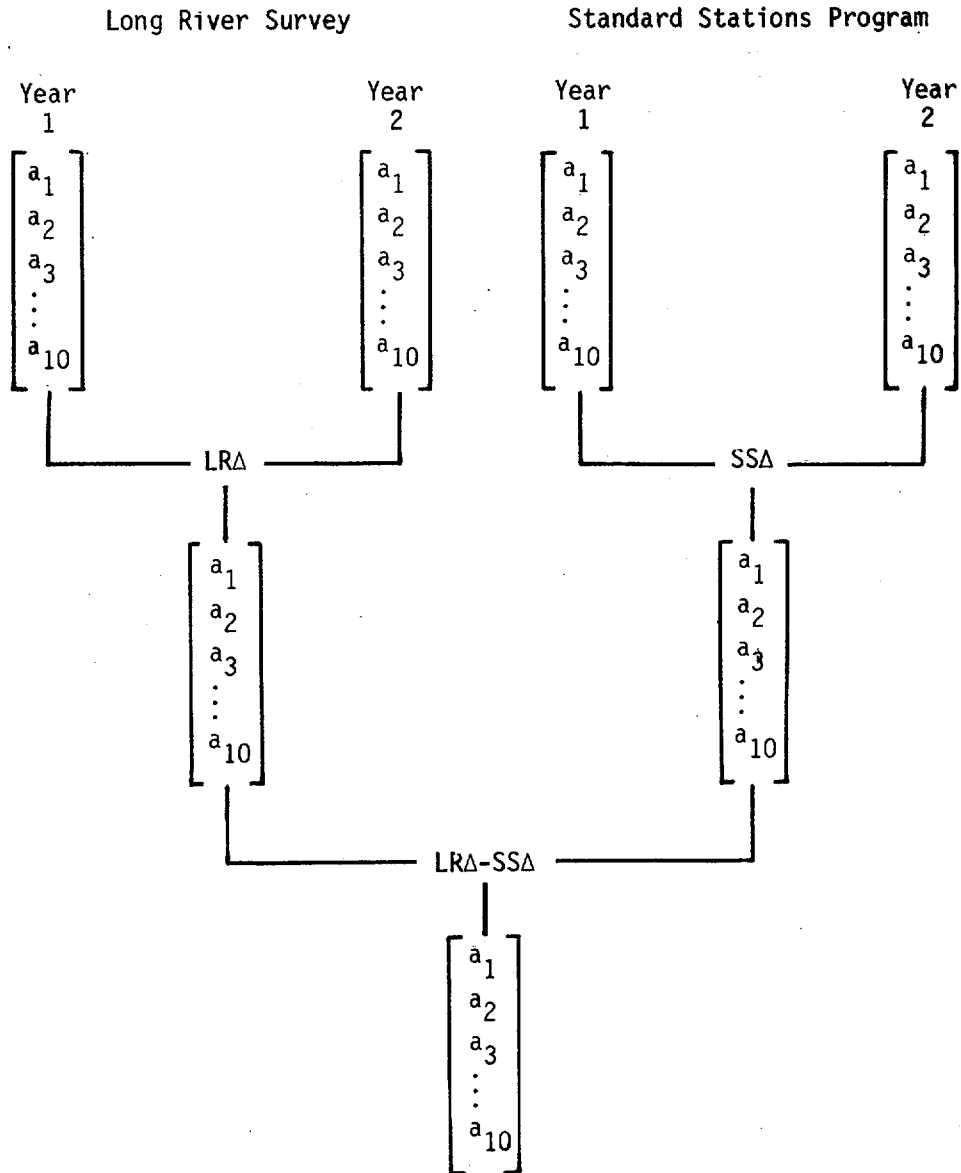 Long River Survey Standard Stations Program
Year Year Year Year
1 2 1 2
a1 a1 a1 a1
a2 a2 a2 a2
a3 a3 a3 a3
a10 a10 a10 a10
LRΔ SSΔ
a1 a1
a2 a2
a3 a3
a10 a10
LRΔ-SSΔ
a1
a2
a3
a10